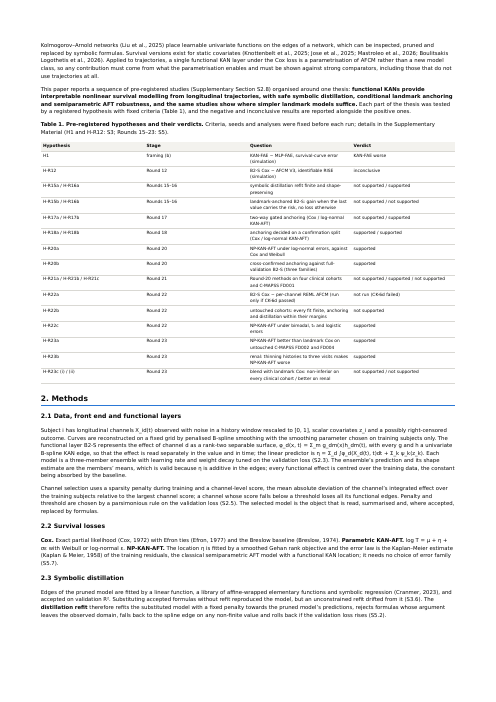 Kolmogorov–Arnold networks (Liu et al., 2025) place learnable univariate functions on the edges of a network, which can be inspected, pruned and
replaced by symbolic formulas. Survival versions exist for static covariates (Knottenbelt et al., 2025; Jose et al., 2025; Mastroleo et al., 2026; Boulitsakis
Logothetis et al., 2026). Applied to trajectories, a single functional KAN layer under the Cox loss is a parametrisation of AFCM rather than a new model
class, so any contribution must come from what the parametrisation enables and must be shown against strong comparators, including those that do not
use trajectories at all.
This paper reports a sequence of pre-registered studies (Supplementary Section S2.8) organised around one thesis: functional KANs provide
interpretable nonlinear survival modelling from longitudinal trajectories, with safe symbolic distillation, conditional landmark anchoring
and semiparametric AFT robustness, and the same studies show where simpler landmark models suffice. Each part of the thesis was tested
by a registered hypothesis with fixed criteria (Table 1), and the negative and inconclusive results are reported alongside the positive ones.
Table 1. Pre-registered hypotheses and their verdicts. Criteria, seeds and analyses were fixed before each run; details in the Supplementary
Material (H1 and H-R12: S3; Rounds 15–23: S5).
Hypothesis Stage Question Verdict
H1 framing (b) KAN-FAE − MLP-FAE, survival-curve error KAN-FAE worse
(simulation)
H-R12 Round 12 B2-S Cox − AFCM V3, identifiable RISE inconclusive
(simulation)
H-R15a / H-R16a Rounds 15–16 symbolic distillation refit finite and shape- not supported / supported
preserving
H-R15b / H-R16b Rounds 15–16 landmark-anchored B2-S: gain when the last not supported / supported
value carries the risk, no loss otherwise
H-R17a / H-R17b Round 17 two-way gated anchoring (Cox / log-normal not supported / supported
KAN-AFT)
H-R18a / H-R18b Round 18 anchoring decided on a confirmation split supported / supported
(Cox / log-normal KAN-AFT)
H-R20a Round 20 NP-KAN-AFT under log-normal errors, against supported
Cox and Weibull
H-R20b Round 20 cross-confirmed anchoring against full- supported
validation B2-S (three families)
H-R21a / H-R21b / H-R21c Round 21 Round-20 methods on four clinical cohorts not supported / supported / not supported
and C-MAPSS FD001
H-R22a Round 22 B2-S Cox − per-channel REML AFCM (run not run (CK-6d failed)
only if CK-6d passed)
H-R22b Round 22 untouched cohorts: every fit finite, anchoring not supported
and distillation within their margins
H-R22c Round 22 NP-KAN-AFT under bimodal, t₃ and logistic supported
errors
H-R23a Round 23 NP-KAN-AFT better than landmark Cox on supported
untouched C-MAPSS FD002 and FD004
H-R23b Round 23 renal: thinning histories to three visits makes supported
NP-KAN-AFT worse
H-R23c (i) / (ii) Round 23 blend with landmark Cox: non-inferior on not supported / supported
every clinical cohort / better on renal
2. Methods
2.1 Data, front end and functional layers
Subject i has longitudinal channels X_id(t) observed with noise in a history window rescaled to [0, 1], scalar covariates z_i and a possibly right-censored
outcome. Curves are reconstructed on a fixed grid by penalised B-spline smoothing with the smoothing parameter chosen on training subjects only. The
functional layer B2-S represents the effect of channel d as a rank-two separable surface, φ_d(x, t) = Σ_m g_dm(x)h_dm(t), with every g and h a univariate
B-spline KAN edge, so that the effect is read separately in the value and in time; the linear predictor is η = Σ_d ∫φ_d(X_d(t), t)dt + Σ_k ψ_k(z_k). Each
model is a three-member ensemble with learning rate and weight decay tuned on the validation loss (S2.3). The ensemble's prediction and its shape
estimate are the members' means, which is valid because η is additive in the edges; every functional effect is centred over the training data, the constant
being absorbed by the baseline.
Channel selection uses a sparsity penalty during training and a channel-level score, the mean absolute deviation of the channel's integrated effect over
the training subjects relative to the largest channel score; a channel whose score falls below a threshold loses all its functional edges. Penalty and
threshold are chosen by a parsimonious rule on the validation loss (S2.5). The selected model is the object that is read, summarised and, where accepted,
replaced by formulas.
2.2 Survival losses
Cox. Exact partial likelihood (Cox, 1972) with Efron ties (Efron, 1977) and the Breslow baseline (Breslow, 1974). Parametric KAN-AFT. log T = μ + η +
σε with Weibull or log-normal ε. NP-KAN-AFT. The location η is fitted by a smoothed Gehan rank objective and the error law is the Kaplan–Meier estimate
(Kaplan & Meier, 1958) of the training residuals, the classical semiparametric AFT model with a functional KAN location; it needs no choice of error family
(S5.7).
2.3 Symbolic distillation
Edges of the pruned model are fitted by a linear function, a library of affine-wrapped elementary functions and symbolic regression (Cranmer, 2023), and
accepted on validation R². Substituting accepted formulas without refit reproduced the model, but an unconstrained refit drifted from it (S3.6). The
distillation refit therefore refits the substituted model with a fixed penalty towards the pruned model's predictions, rejects formulas whose argument
leaves the observed domain, falls back to the spline edge on any non-finite value and rolls back if the validation loss rises (S5.2).